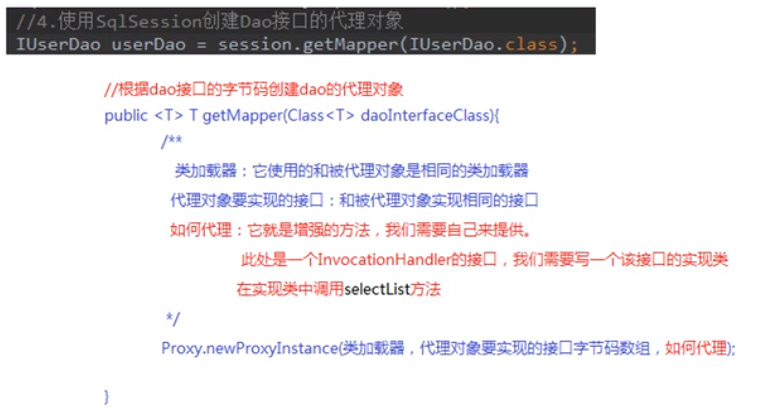 //4.使用SqlSession创建Dao接口的代理对象
IUserDao userDao = session.getMapper(IUserDao.class);
//根据dao接口的字节码创建dao的代理对象
public <T> T getMapper(Class<T> daoInterfaceClass){
/**
类加载器：它使用的和被代理对象是相同的类加载器
代理对象要实现的接口：和被代理对象实现相同的接口
如何代理：它就是增强的方法，我们需要自己来提供。
此处是一个InvocationHandler的接口，我们需要写一个该接口的实现类
在实现类中调用selectList方法
*/
Proxy.newProxyInstance(类加载器，代理对象要实现的接口字节码数组，如何代理);
}